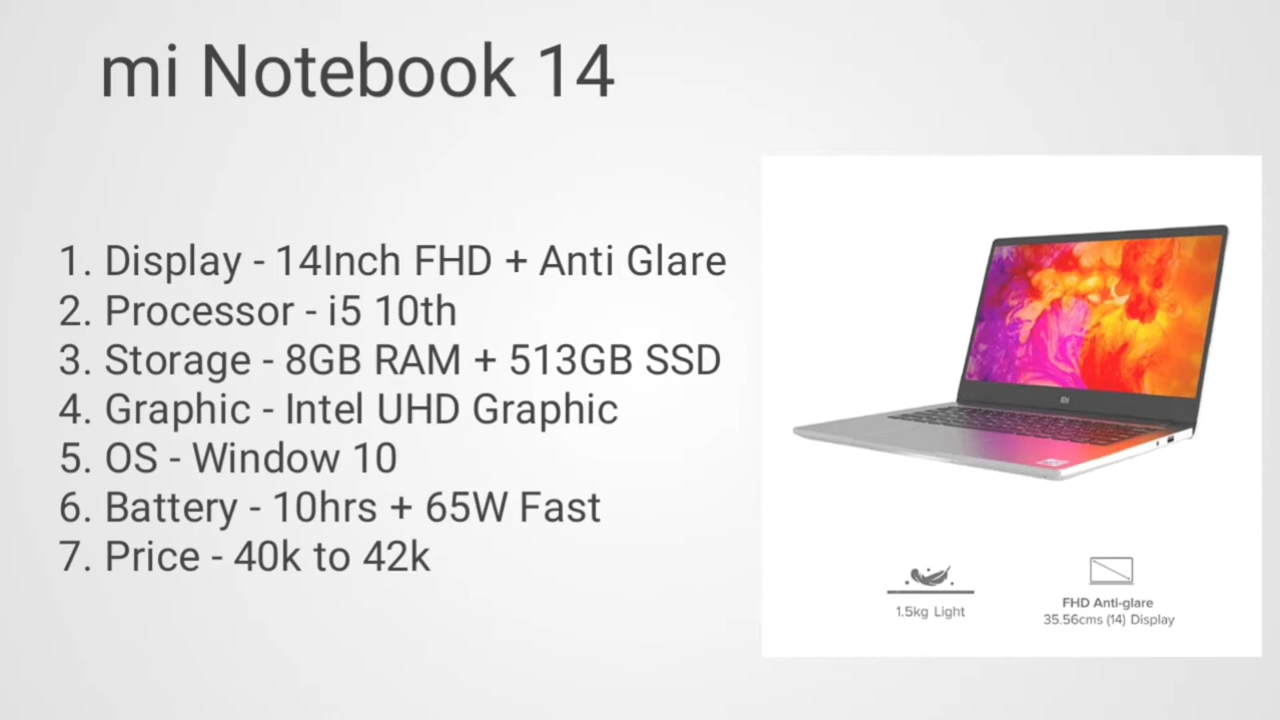 mi Notebook 14
1. Display - 14Inch FHD + Anti Glare
2. Processor - i5 10th
3. Storage - 8GB RAM + 513GB SSD
4. Graphic - Intel UHD Graphic
5. OS - Window 10
6. Battery - 10hrs + 65W Fast
7. Price - 40k to 42k
mi
1.5kg Light
FHD Anti-glare
35.56cms (14) Display